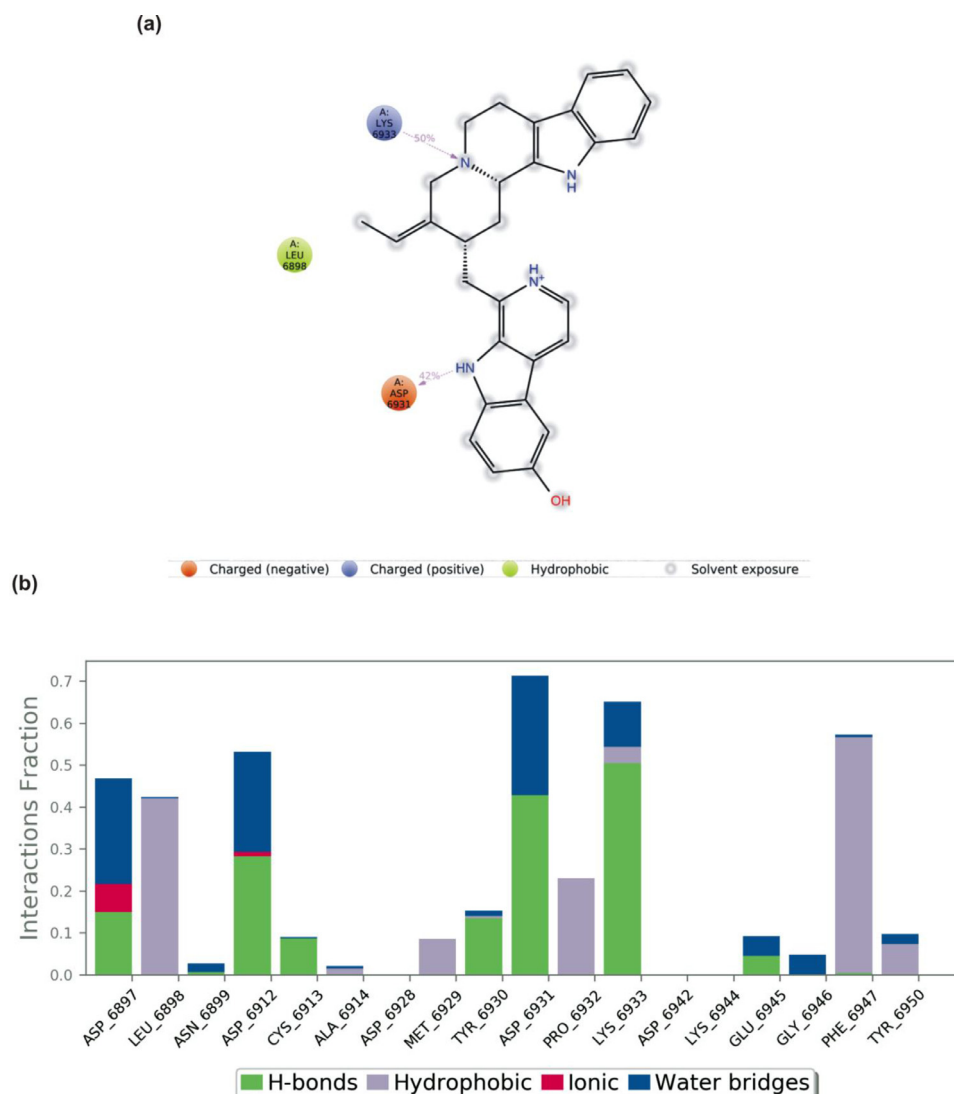 (a)
A:
LYS
6933
50%
N
N
H
A:
LEU
6898
H
N+
HN
42%
A:
ASP
6931
OH
Charged (negative) Charged (positive) Hydrophobic Solvent exposure
(b)
Interactions Fraction
0.7
0.6
0.5
0.4
0.3
0.2
0.1
0.0
ASP_6897
LEU_6898
ASN_6899
ASP_6912
CYS_6913
ALA_6914
ASP_6928
MET_6929
TYR_6930
ASP_6931
PRO_6932
LYS_6933
ASP_6942
LYS_6944
GLU_6945
GLY_6946
PHE_6947
TYR_6950
H-bonds Hydrophobic Ionic Water bridges